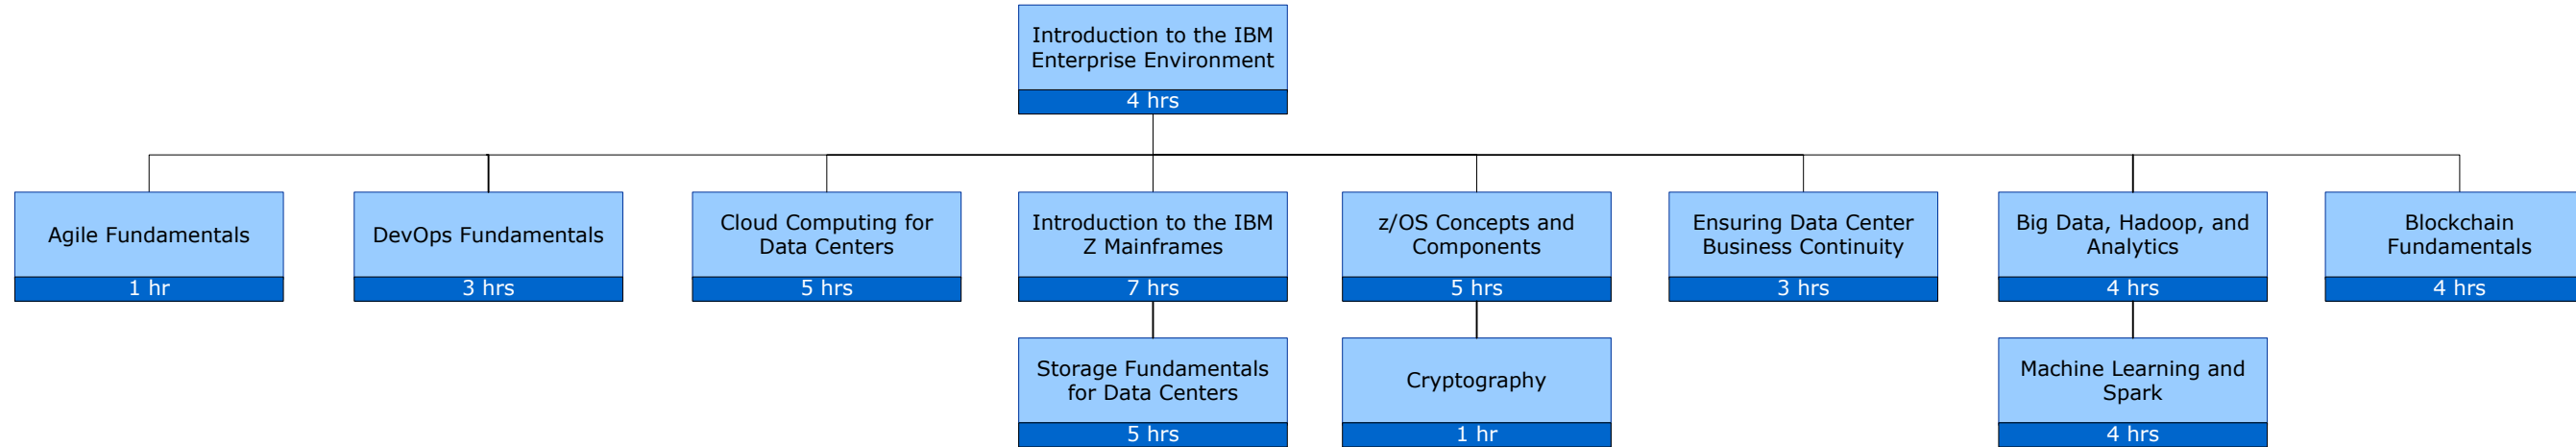 Introduction to the IBM
Enterprise Environment
4 hrs
Agile Fundamentals
1 hr
DevOps Fundamentals
3 hrs
Cloud Computing for
Data Centers
5 hrs
Introduction to the IBM
Z Mainframes
7 hrs
z/OS Concepts and
Components
5 hrs
Ensuring Data Center
Business Continuity
3 hrs
Big Data, Hadoop, and
Analytics
4 hrs
Blockchain
Fundamentals
4 hrs
Storage Fundamentals
for Data Centers
5 hrs
Cryptography
1 hr
Machine Learning and
Spark
4 hrs